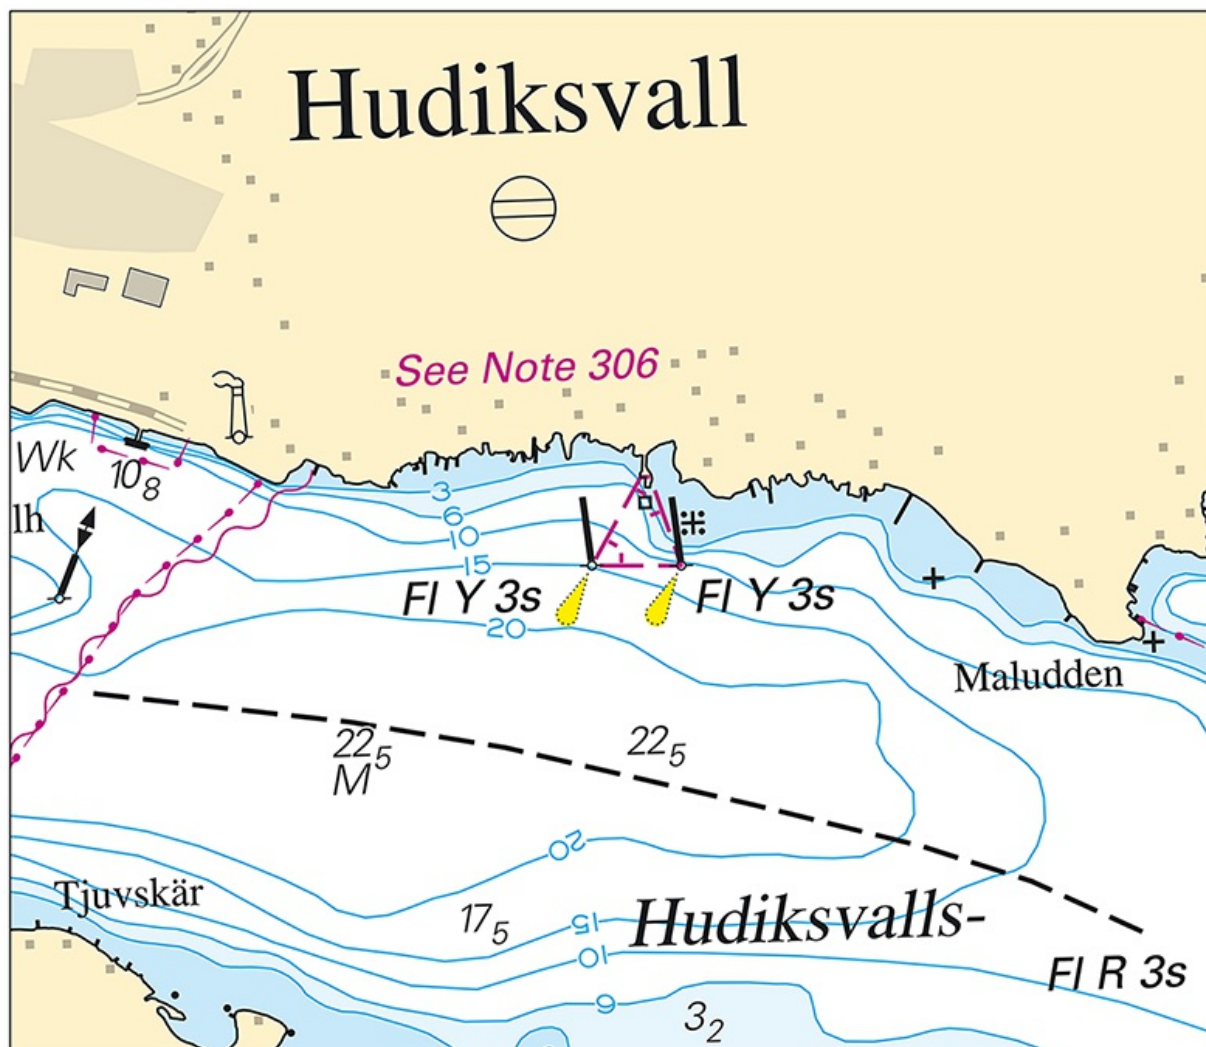 Hudiksvall
See Note 306
Wk
10₈
lh
3
6
10
15
Fl Y 3s
Fl Y 3s
20
Maludden
22₅
M
22₅
20
Tjuvskär
17₅
15
Hudiksvalls-
10
Fl R 3s
6
3₂